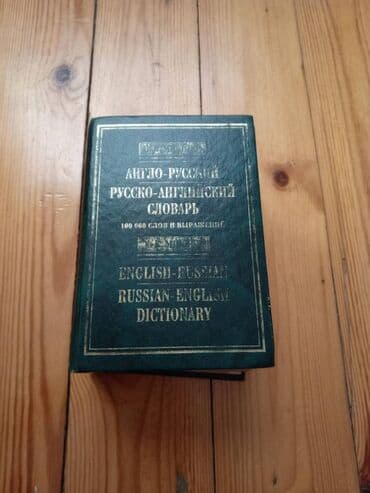 АНГЛО-РУССКИЙ
РУССКО-АНГЛИЙСКИЙ
СЛОВАРЬ
100 000 СЛОВ И ВЫРАЖЕНИЙ
ENGLISH-RUSSIAN
RUSSIAN-ENGLISH
DICTIONARY